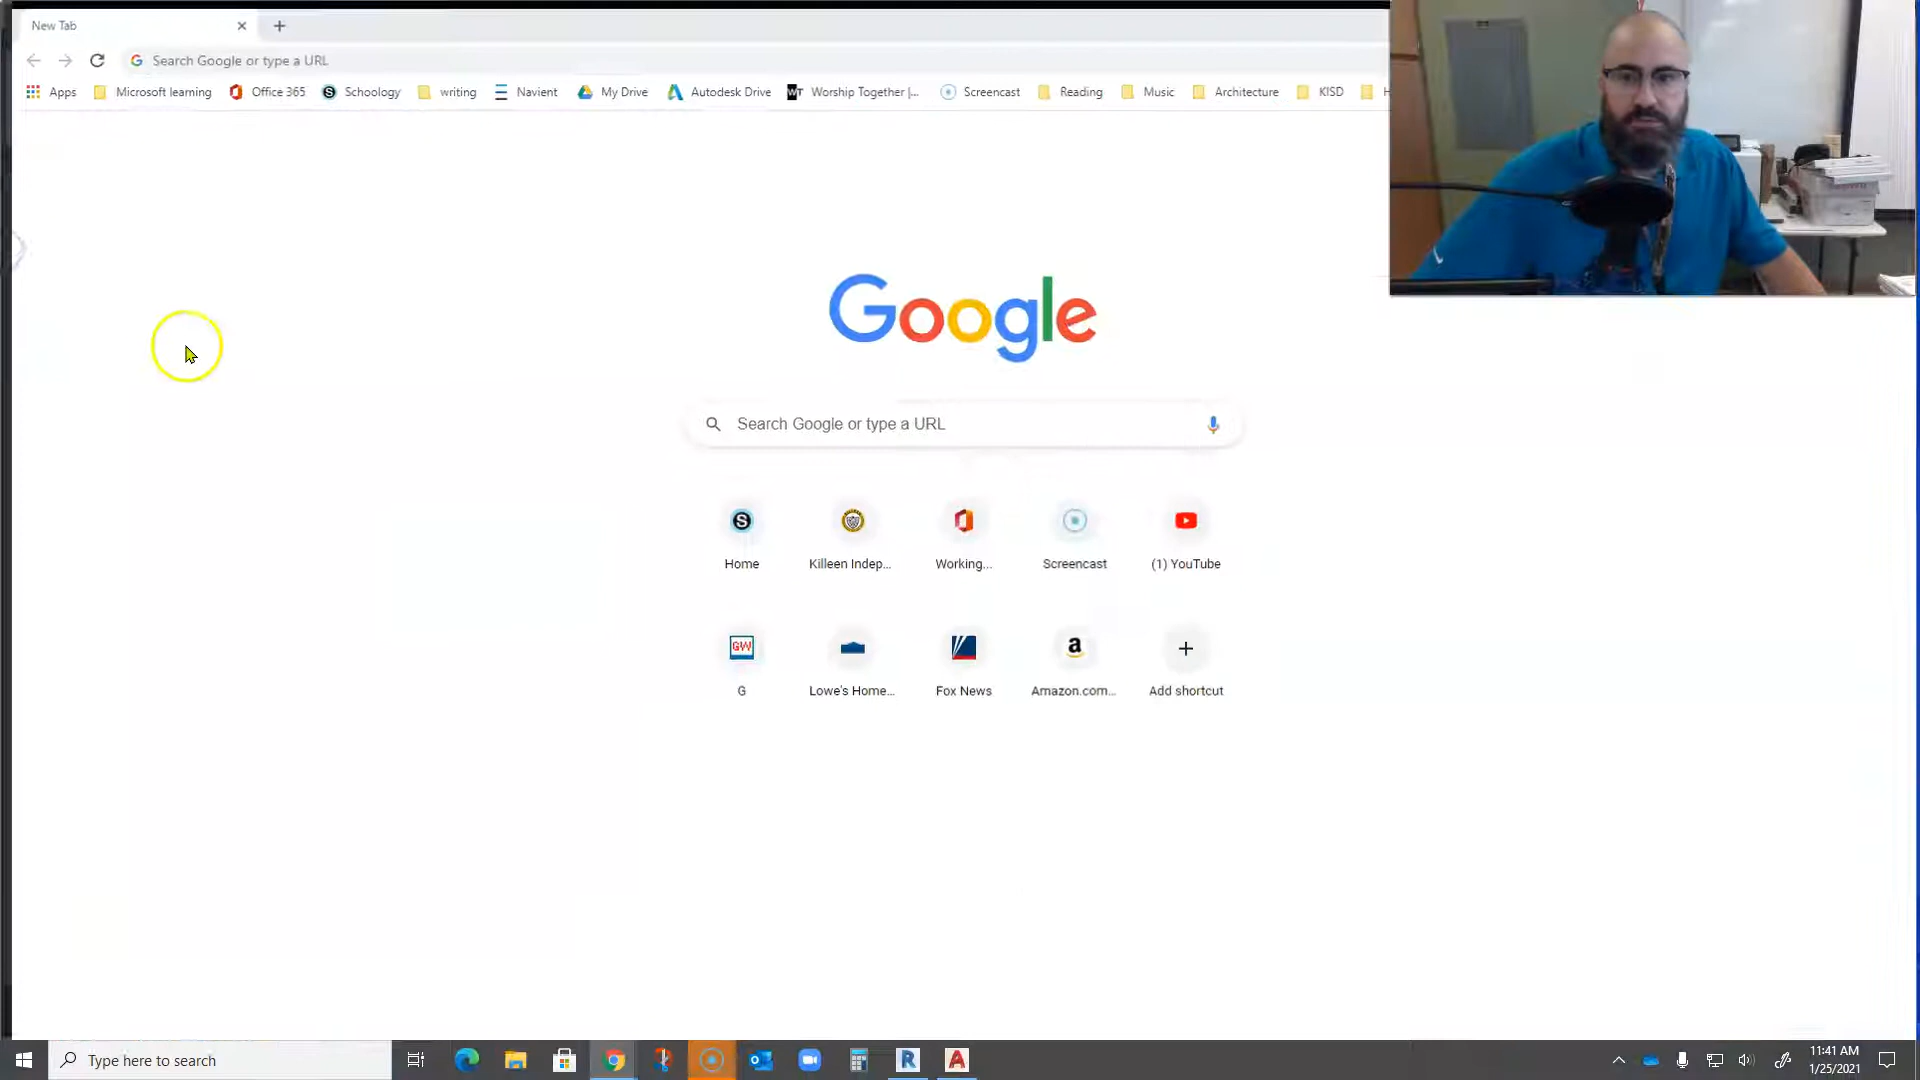 New Tab
Search Google or type a URL
Apps Microsoft learning Office 365 Schoology writing Navient My Drive Autodesk Drive Worship Together |... Screencast Reading Music Architecture KISD H
Google
Search Google or type a URL
Home Killeen Indep... Working... Screencast (1) YouTube
GW
G Lowe's Home... Fox News Amazon.com... Add shortcut
Type here to search
11:41 AM
1/25/2021